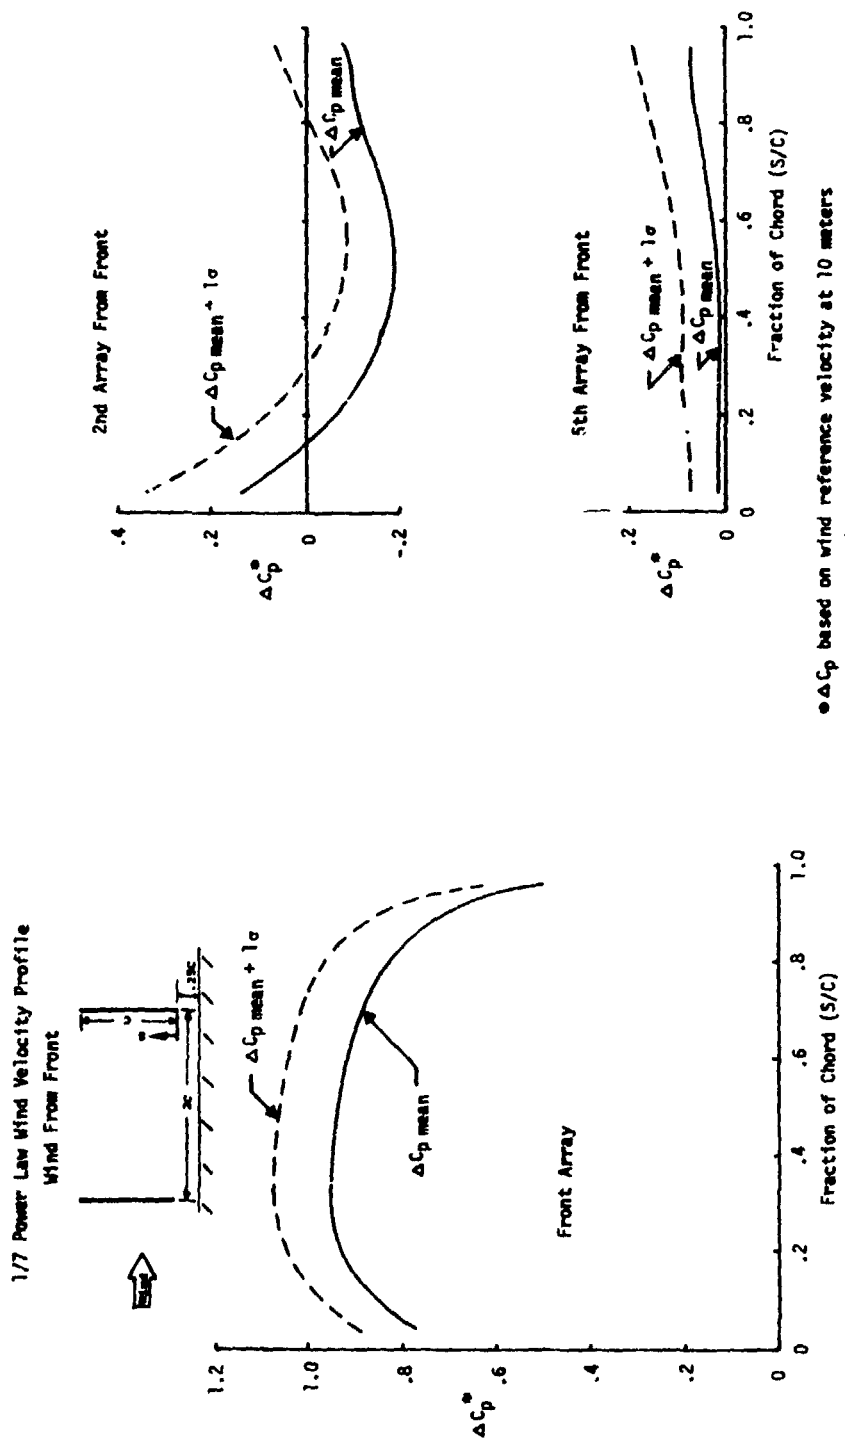 1/7 Power Law Wind Velocity Profile
Wind From Front
2C
C
.25C
1.2
1.0
.8
.6
.4
.2
0
ΔCp*
ΔCp mean + 1σ
ΔCp mean
Front Array
0
.2
.4
.6
.8
1.0
Fraction of Chord (S/C)
2nd Array From Front
.4
.2
0
-.2
ΔCp*
ΔCp mean + 1σ
ΔCp mean
5th Array From Front
.2
0
ΔCp*
ΔCp mean + 1σ
ΔCp mean
0
.2
.4
.6
.8
1.0
Fraction of Chord (S/C)
*ΔCp based on wind reference velocity at 10 meters